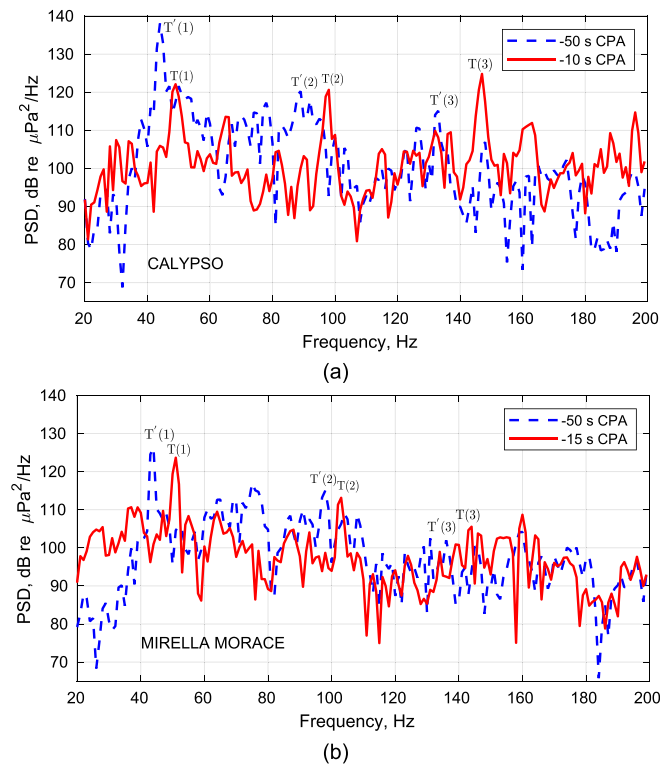 140
130
120
110
100
90
80
70
PSD, dB re μPa²/Hz
T′(1)
T(1)
T′(2)
T(2)
T′(3)
T(3)
-50 s CPA
-10 s CPA
CALYPSO
20 40 60 80 100 120 140 160 180 200
Frequency, Hz
(a)
140
130
120
110
100
90
80
70
PSD, dB re μPa²/Hz
T′(1)
T(1)
T′(2)
T(2)
T′(3)
T(3)
-50 s CPA
-15 s CPA
MIRELLA MORACE
20 40 60 80 100 120 140 160 180 200
Frequency, Hz
(b)